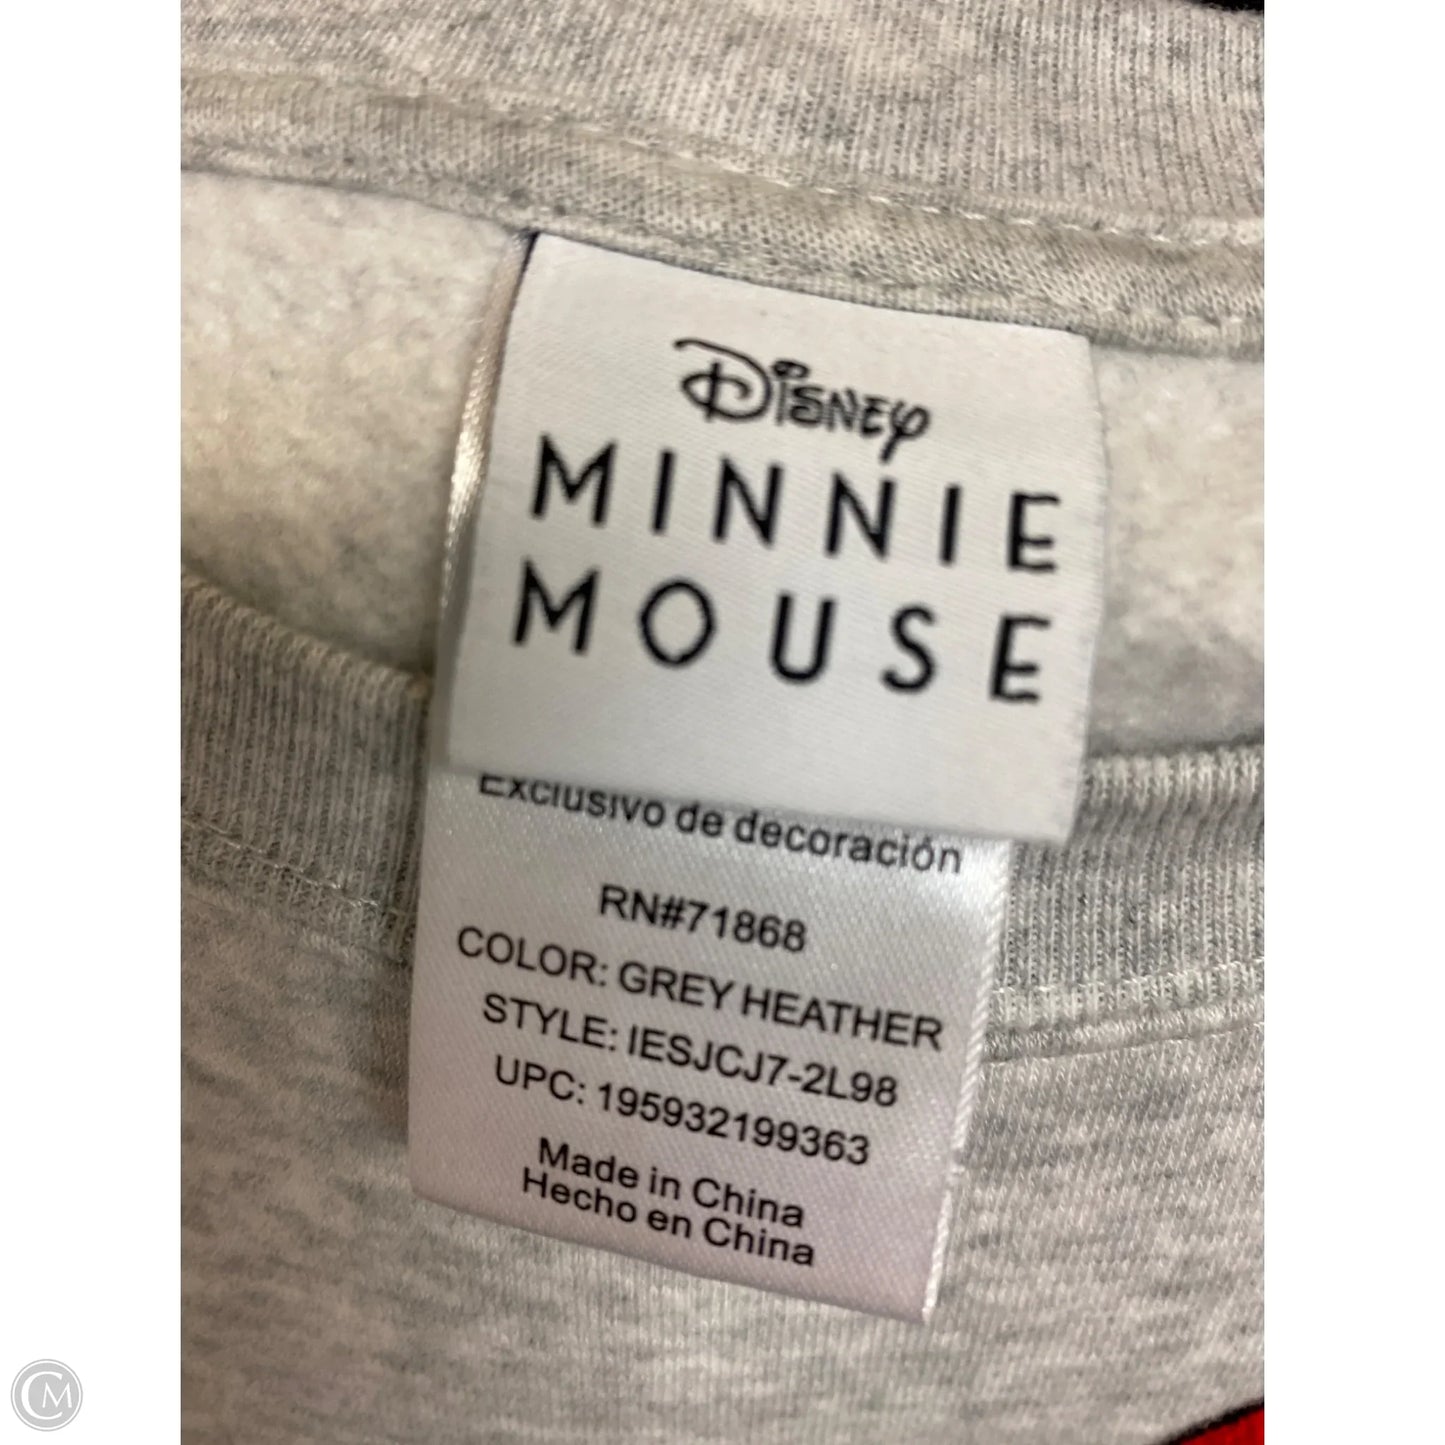 Disney
MINNIE
MOUSE
Exclusivo de decoración
RN#71868
COLOR: GREY HEATHER
STYLE: IESJCJ7-2L98
UPC: 195932199363
Made in China
Hecho en China
CM